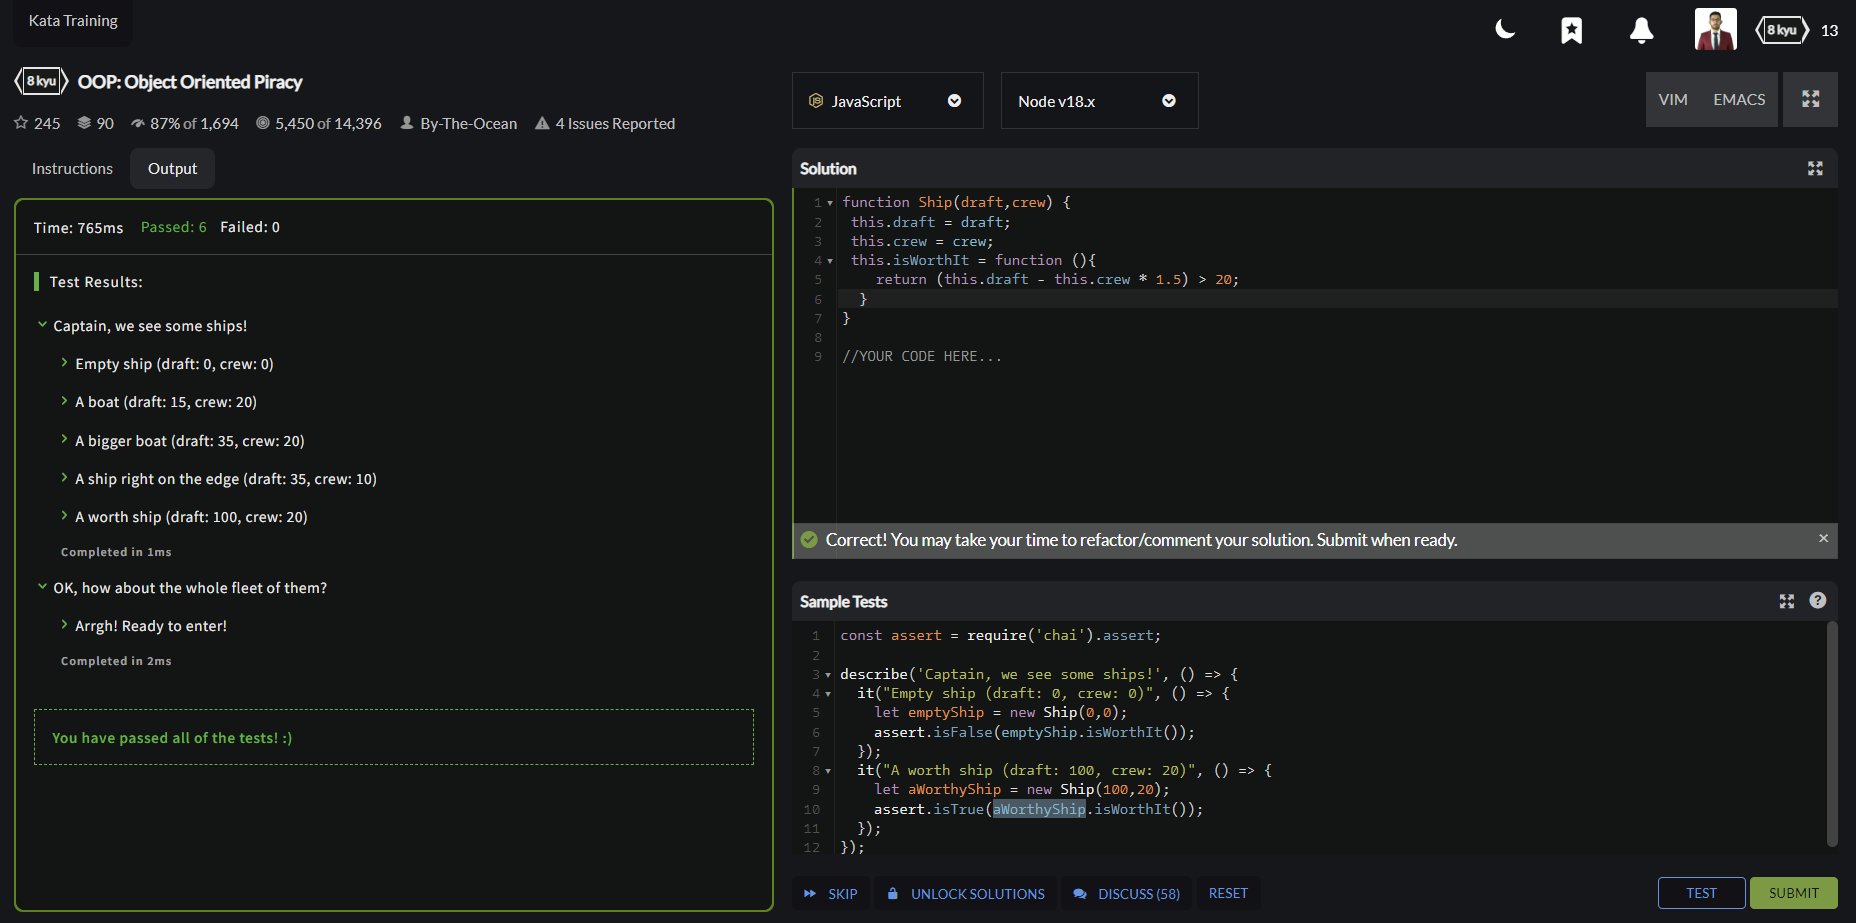 Kata Training
8 kyu
13
8 kyu
OOP: Object Oriented Piracy
245
90
87% of 1,694
5,450 of 14,396
By-The-Ocean
4 Issues Reported
JavaScript
Node v18.x
VIM
EMACS
Instructions
Output
Time: 765ms
Passed: 6
Failed: 0
Test Results:
Captain, we see some ships!
Empty ship (draft: 0, crew: 0)
A boat (draft: 15, crew: 20)
A bigger boat (draft: 35, crew: 20)
A ship right on the edge (draft: 35, crew: 10)
A worth ship (draft: 100, crew: 20)
Completed in 1ms
OK, how about the whole fleet of them?
Arrgh! Ready to enter!
Completed in 2ms
You have passed all of the tests! :)
Solution
1 function Ship(draft,crew) {
2 this.draft = draft;
3 this.crew = crew;
4 this.isWorthIt = function (){
5 return (this.draft - this.crew * 1.5) > 20;
6 }
7 }
8
9 //YOUR CODE HERE...
Correct! You may take your time to refactor/comment your solution. Submit when ready.
Sample Tests
1 const assert = require('chai').assert;
2
3 describe('Captain, we see some ships!', () => {
4 it("Empty ship (draft: 0, crew: 0)", () => {
5 let emptyShip = new Ship(0,0);
6 assert.isFalse(emptyShip.isWorthIt());
7 });
8 it("A worth ship (draft: 100, crew: 20)", () => {
9 let aWorthyShip = new Ship(100,20);
10 assert.isTrue(aWorthyShip.isWorthIt());
11 });
12 });
SKIP
UNLOCK SOLUTIONS
DISCUSS (58)
RESET
TEST
SUBMIT